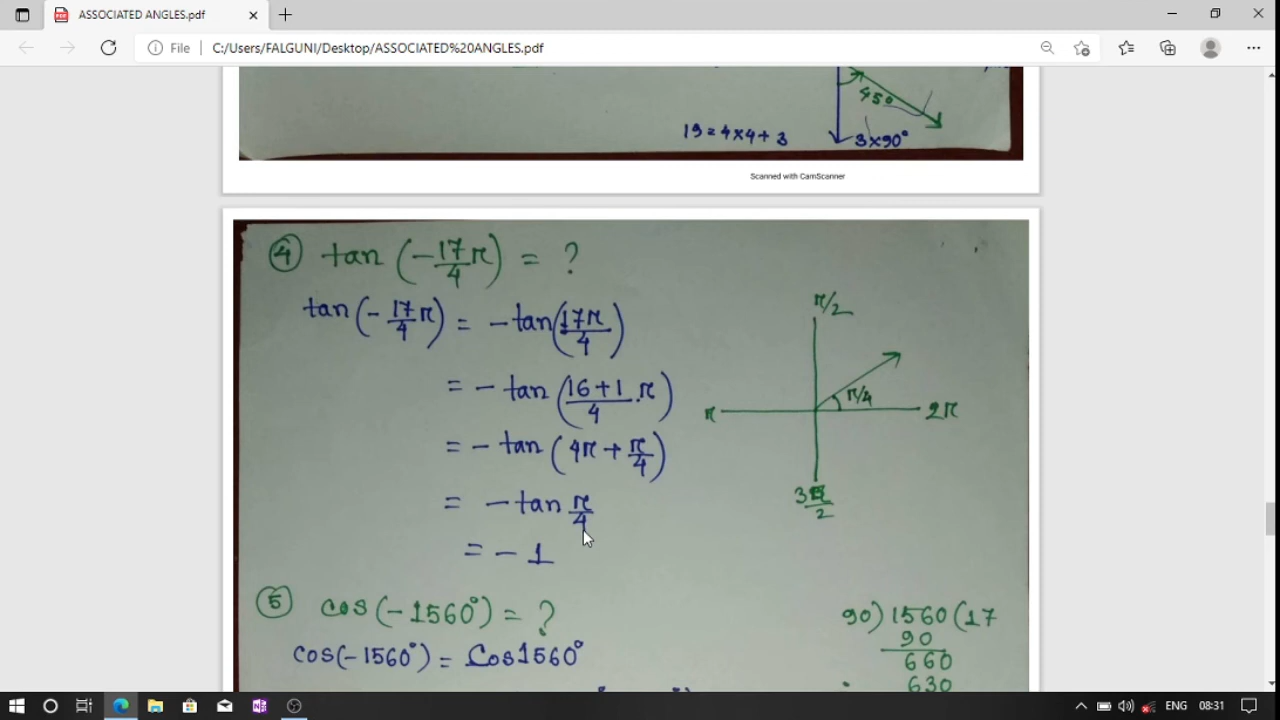 ASSOCIATED ANGLES.pdf
File | C:/Users/FALGUNI/Desktop/ASSOCIATED%20ANGLES.pdf
45°
19 = 4×4+3
3×90°
Scanned with CamScanner
④ tan (-17/4 π) = ?
tan (-17/4 π) = - tan (17π/4)
= - tan (16+1/4 . π)
= - tan (4π + π/4)
= - tan π/4
= - 1
π/2
π/4
π
2π
3π/2
⑤ cos (-1560°) = ?
cos(-1560°) = Cos1560°
90) 1560 (17
90
660
630
ENG 08:31